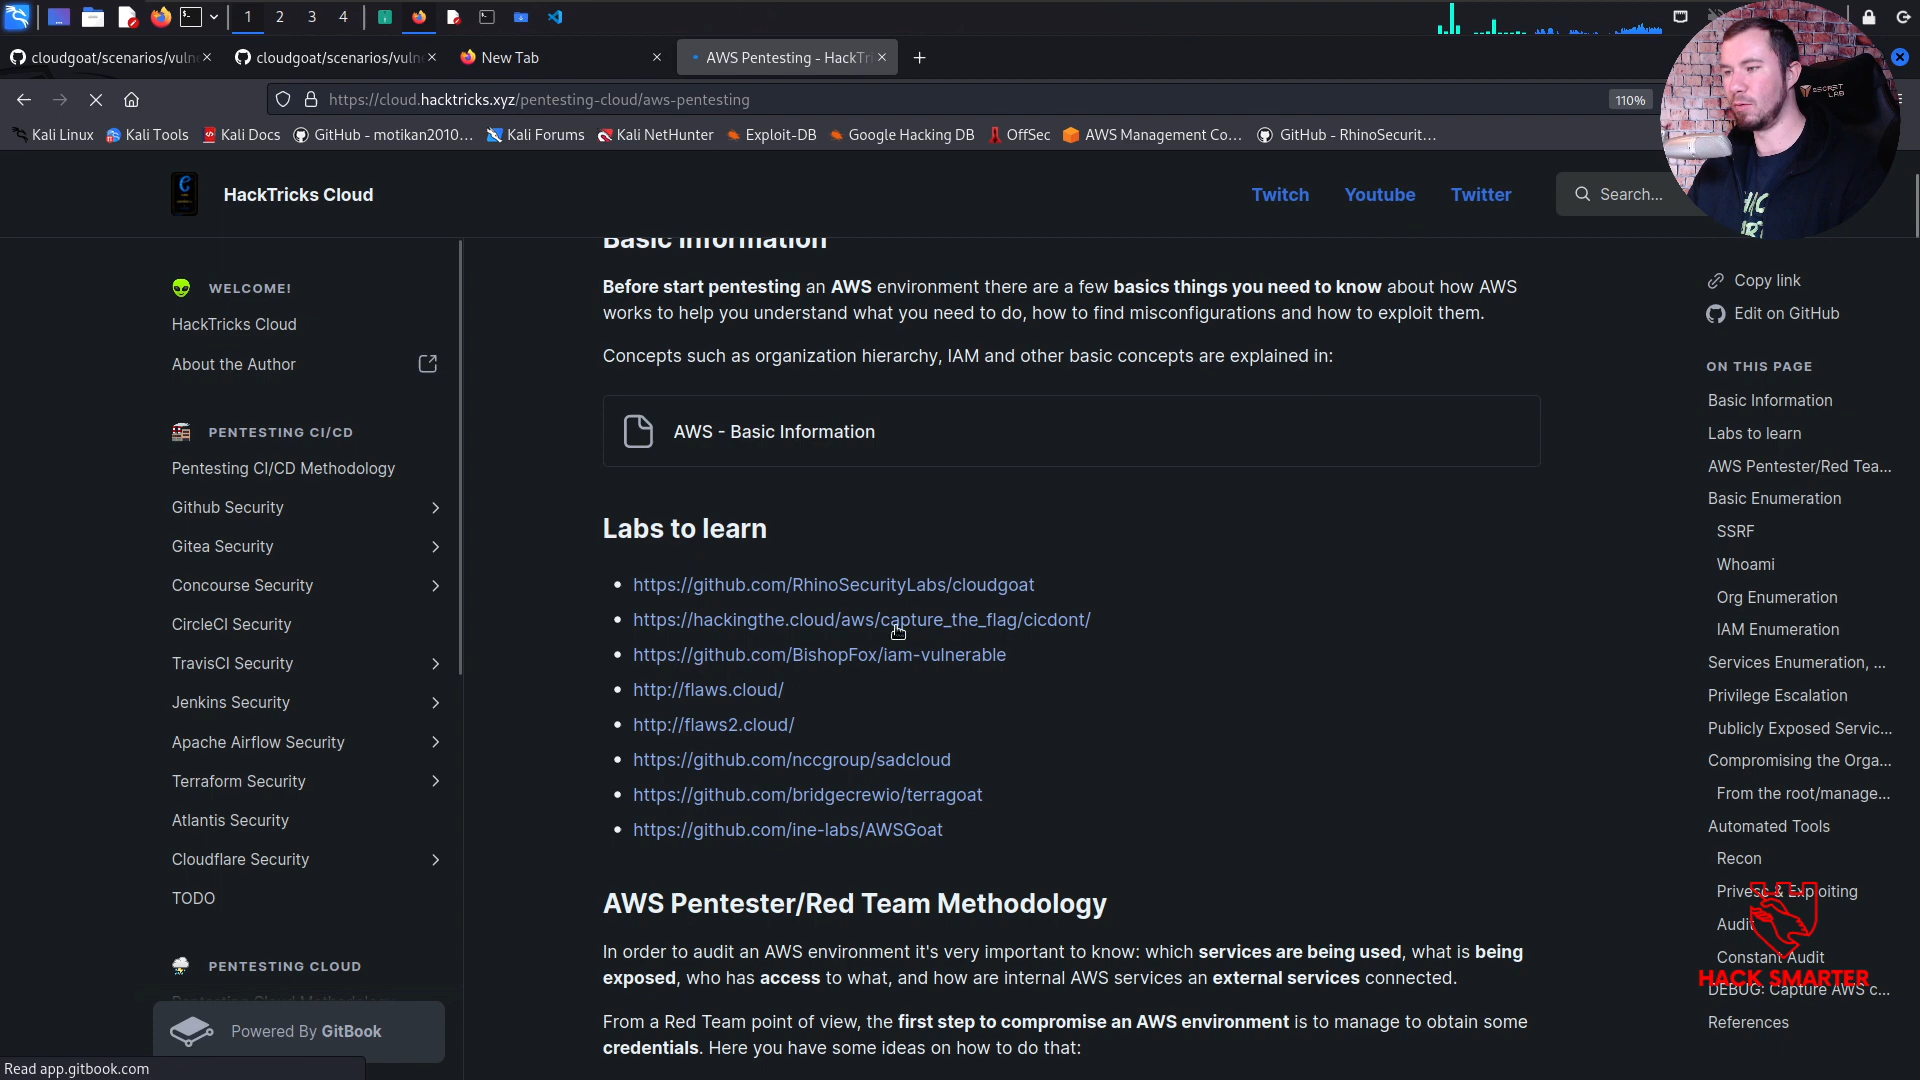 1 2 3 4
cloudgoat/scenarios/vuln
cloudgoat/scenarios/vuln
New Tab
AWS Pentesting - HackTri
https://cloud.hacktricks.xyz/pentesting-cloud/aws-pentesting
110%
Kali Linux
Kali Tools
Kali Docs
GitHub - motikan2010…
Kali Forums
Kali NetHunter
Exploit-DB
Google Hacking DB
OffSec
AWS Management Co…
GitHub - RhinoSecurit…
SECRET LAB
HackTricks Cloud
Twitch
Youtube
Twitter
Search...
WELCOME!
HackTricks Cloud
About the Author
PENTESTING CI/CD
Pentesting CI/CD Methodology
Github Security
Gitea Security
Concourse Security
CircleCI Security
TravisCI Security
Jenkins Security
Apache Airflow Security
Terraform Security
Atlantis Security
Cloudflare Security
TODO
PENTESTING CLOUD
Pentesting Cloud Methodology
Powered By GitBook
Read app.gitbook.com
Basic Information
Before start pentesting an AWS environment there are a few basics things you need to know about how AWS
works to help you understand what you need to do, how to find misconfigurations and how to exploit them.
Concepts such as organization hierarchy, IAM and other basic concepts are explained in:
AWS - Basic Information
Labs to learn
https://github.com/RhinoSecurityLabs/cloudgoat
https://hackingthe.cloud/aws/capture_the_flag/cicdont/
https://github.com/BishopFox/iam-vulnerable
http://flaws.cloud/
http://flaws2.cloud/
https://github.com/nccgroup/sadcloud
https://github.com/bridgecrewio/terragoat
https://github.com/ine-labs/AWSGoat
AWS Pentester/Red Team Methodology
In order to audit an AWS environment it's very important to know: which services are being used, what is being
exposed, who has access to what, and how are internal AWS services an external services connected.
From a Red Team point of view, the first step to compromise an AWS environment is to manage to obtain some
credentials. Here you have some ideas on how to do that:
Copy link
Edit on GitHub
ON THIS PAGE
Basic Information
Labs to learn
AWS Pentester/Red Tea...
Basic Enumeration
SSRF
Whoami
Org Enumeration
IAM Enumeration
Services Enumeration, ...
Privilege Escalation
Publicly Exposed Servic...
Compromising the Orga...
From the root/manage...
Automated Tools
Recon
Privesc & Exploiting
Audit
Constant Audit
HACK SMARTER
DEBUG: Capture AWS c...
References